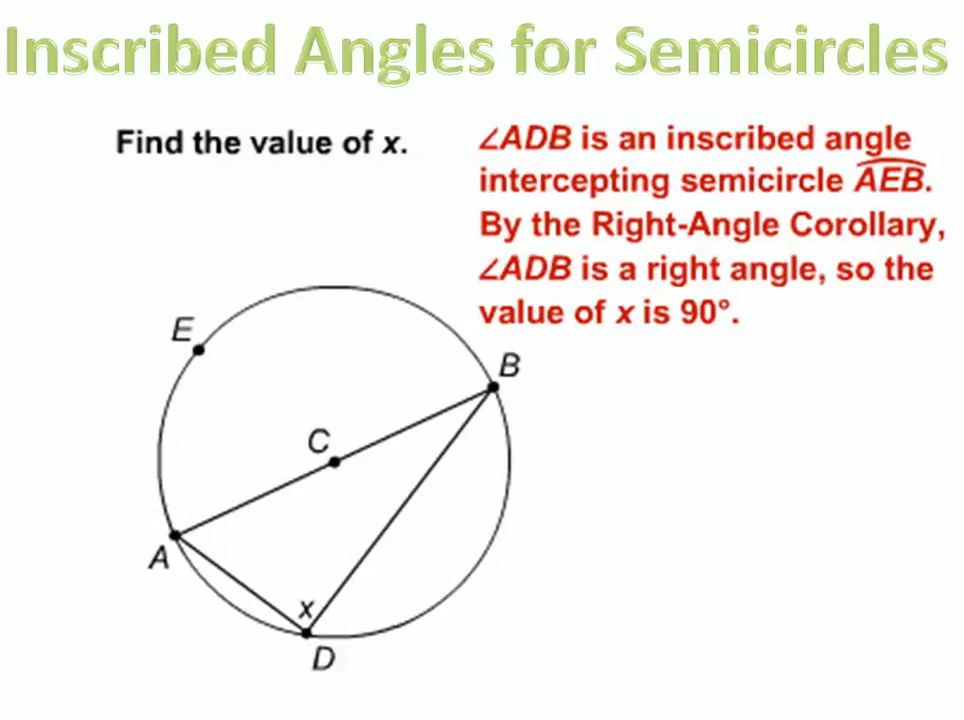 Inscribed Angles for Semicircles
Find the value of x.
∠ADB is an inscribed angle
intercepting semicircle AEB.
By the Right-Angle Corollary,
∠ADB is a right angle, so the
value of x is 90°.
E
B
C
A
x
D